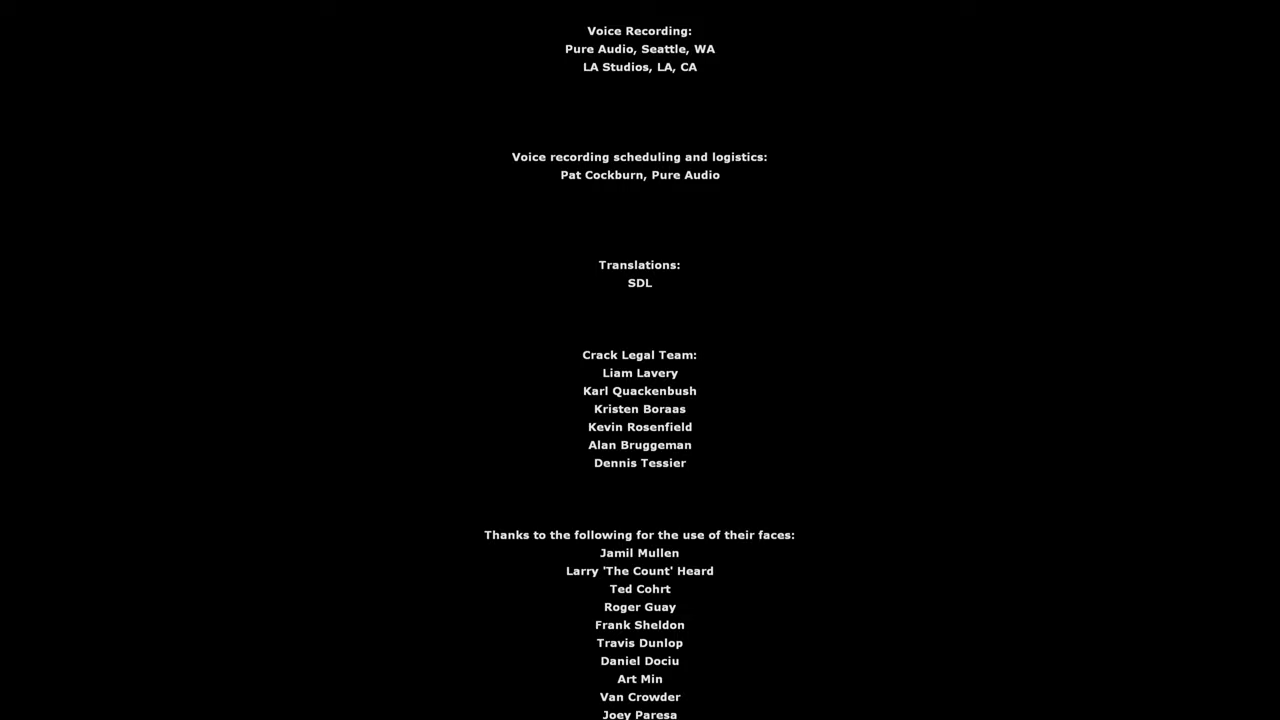 Voice Recording:
Pure Audio, Seattle, WA
LA Studios, LA, CA
Voice recording scheduling and logistics:
Pat Cockburn, Pure Audio
Translations:
SDL
Crack Legal Team:
Liam Lavery
Karl Quackenbush
Kristen Boraas
Kevin Rosenfield
Alan Bruggeman
Dennis Tessier
Thanks to the following for the use of their faces:
Jamil Mullen
Larry 'The Count' Heard
Ted Cohrt
Roger Guay
Frank Sheldon
Travis Dunlop
Daniel Dociu
Art Min
Van Crowder
Joey Paresa